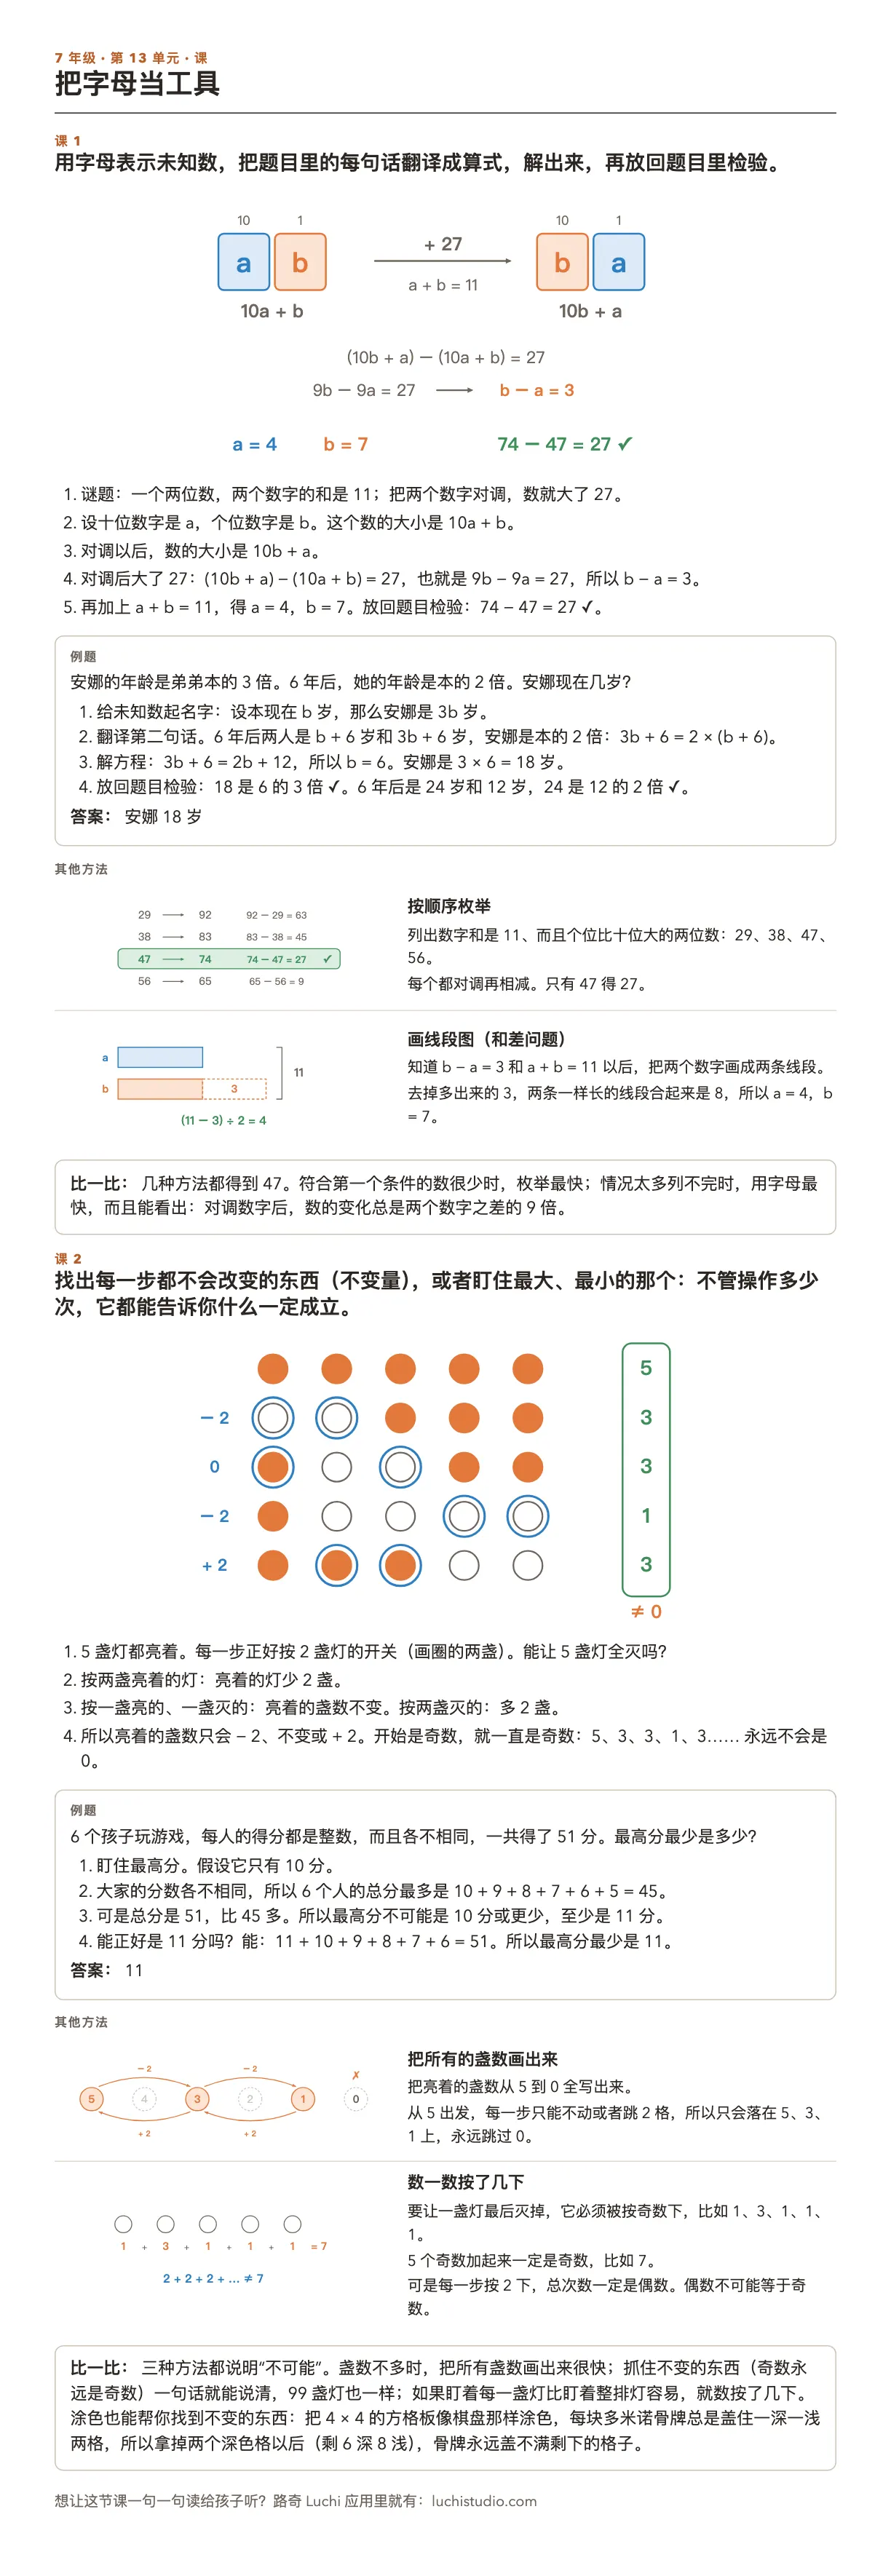 7 年级 · 第 13 单元 · 课
把字母当工具
课 1
用字母表示未知数，把题目里的每句话翻译成算式，解出来，再放回题目里检验。
10 1 10 1
a b + 27 b a
a + b = 11
10a + b 10b + a
(10b + a) − (10a + b) = 27
9b − 9a = 27 ⟶ b − a = 3
a = 4 b = 7 74 − 47 = 27 ✓
1. 谜题：一个两位数，两个数字的和是 11；把两个数字对调，数就大了 27。
2. 设十位数字是 a，个位数字是 b。这个数的大小是 10a + b。
3. 对调以后，数的大小是 10b + a。
4. 对调后大了 27：(10b + a) − (10a + b) = 27，也就是 9b − 9a = 27，所以 b − a = 3。
5. 再加上 a + b = 11，得 a = 4，b = 7。放回题目检验：74 − 47 = 27 ✓。
例题
安娜的年龄是弟弟本的 3 倍。6 年后，她的年龄是本的 2 倍。安娜现在几岁？
1. 给未知数起名字：设本现在 b 岁，那么安娜是 3b 岁。
2. 翻译第二句话。6 年后两人是 b + 6 岁和 3b + 6 岁，安娜是本的 2 倍：3b + 6 = 2 × (b + 6)。
3. 解方程：3b + 6 = 2b + 12，所以 b = 6。安娜是 3 × 6 = 18 岁。
4. 放回题目检验：18 是 6 的 3 倍 ✓。6 年后是 24 岁和 12 岁，24 是 12 的 2 倍 ✓。
答案： 安娜 18 岁
其他方法
29 ⟶ 92 92 − 29 = 63
38 ⟶ 83 83 − 38 = 45
47 ⟶ 74 74 − 47 = 27 ✓
56 ⟶ 65 65 − 56 = 9
按顺序枚举
列出数字和是 11、而且个位比十位大的两位数：29、38、47、
56。
每个都对调再相减。只有 47 得 27。
a
b 3
11
(11 − 3) ÷ 2 = 4
画线段图（和差问题）
知道 b − a = 3 和 a + b = 11 以后，把两个数字画成两条线段。
去掉多出来的 3，两条一样长的线段合起来是 8，所以 a = 4，b
= 7。
比一比： 几种方法都得到 47。符合第一个条件的数很少时，枚举最快；情况太多列不完时，用字母最
快，而且能看出：对调数字后，数的变化总是两个数字之差的 9 倍。
课 2
找出每一步都不会改变的东西（不变量），或者盯住最大、最小的那个：不管操作多少
次，它都能告诉你什么一定成立。
5
− 2 3
0 3
− 2 1
+ 2 3
≠ 0
1. 5 盏灯都亮着。每一步正好按 2 盏灯的开关（画圈的两盏）。能让 5 盏灯全灭吗？
2. 按两盏亮着的灯：亮着的灯少 2 盏。
3. 按一盏亮的、一盏灭的：亮着的盏数不变。按两盏灭的：多 2 盏。
4. 所以亮着的盏数只会 − 2、不变或 + 2。开始是奇数，就一直是奇数：5、3、3、1、3…… 永远不会是
0。
例题
6 个孩子玩游戏，每人的得分都是整数，而且各不相同，一共得了 51 分。最高分最少是多少？
1. 盯住最高分。假设它只有 10 分。
2. 大家的分数各不相同，所以 6 个人的总分最多是 10 + 9 + 8 + 7 + 6 + 5 = 45。
3. 可是总分是 51，比 45 多。所以最高分不可能是 10 分或更少，至少是 11 分。
4. 能正好是 11 分吗？能：11 + 10 + 9 + 8 + 7 + 6 = 51。所以最高分最少是 11。
答案： 11
其他方法
− 2 − 2 ✗
5 4 3 2 1 0
+ 2 + 2
把所有的盏数画出来
把亮着的盏数从 5 到 0 全写出来。
从 5 出发，每一步只能不动或者跳 2 格，所以只会落在 5、3、
1 上，永远跳过 0。
1 + 3 + 1 + 1 + 1 = 7
2 + 2 + 2 + … ≠ 7
数一数按了几下
要让一盏灯最后灭掉，它必须被按奇数下，比如 1、3、1、1、
1。
5 个奇数加起来一定是奇数，比如 7。
可是每一步按 2 下，总次数一定是偶数。偶数不可能等于奇
数。
比一比： 三种方法都说明“不可能”。盏数不多时，把所有盏数画出来很快；抓住不变的东西（奇数永
远是奇数）一句话就能说清，99 盏灯也一样；如果盯着每一盏灯比盯着整排灯容易，就数按了几下。
涂色也能帮你找到不变的东西：把 4 × 4 的方格板像棋盘那样涂色，每块多米诺骨牌总是盖住一深一浅
两格，所以拿掉两个深色格以后（剩 6 深 8 浅），骨牌永远盖不满剩下的格子。
想让这节课一句一句读给孩子听？路奇 Luchi 应用里就有：luchistudio.com